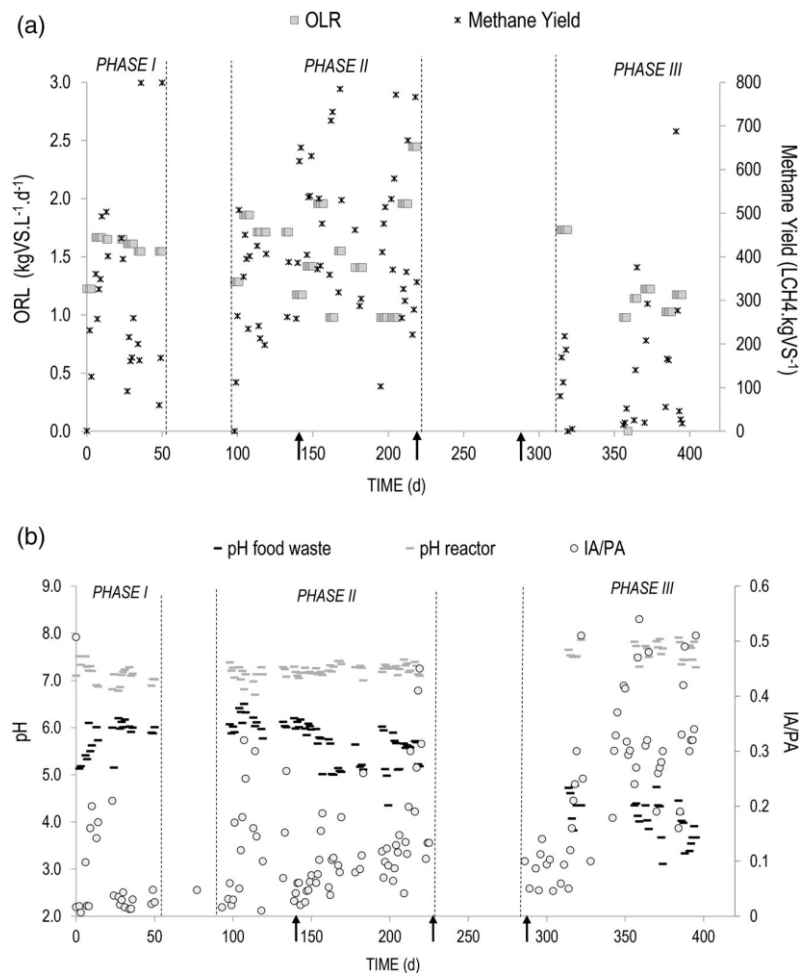 (a)
OLR Methane Yield
PHASE I PHASE II PHASE III
3.0 800
700
2.5
600
2.0
500
1.5 400
300
1.0
200
0.5
100
0.0 0
ORL (kgVS.L-1.d-1)
Methane Yield (LCH4.kgVS-1)
0 50 100 150 200 250 300 350 400
TIME (d)
(b)
pH food waste pH reactor IA/PA
9.0 0.6
PHASE I PHASE II PHASE III
8.0 0.5
7.0
0.4
6.0
0.3
5.0
0.2
4.0
3.0 0.1
2.0 0
pH
IA/PA
0 50 100 150 200 250 300 350 400
TIME (d)